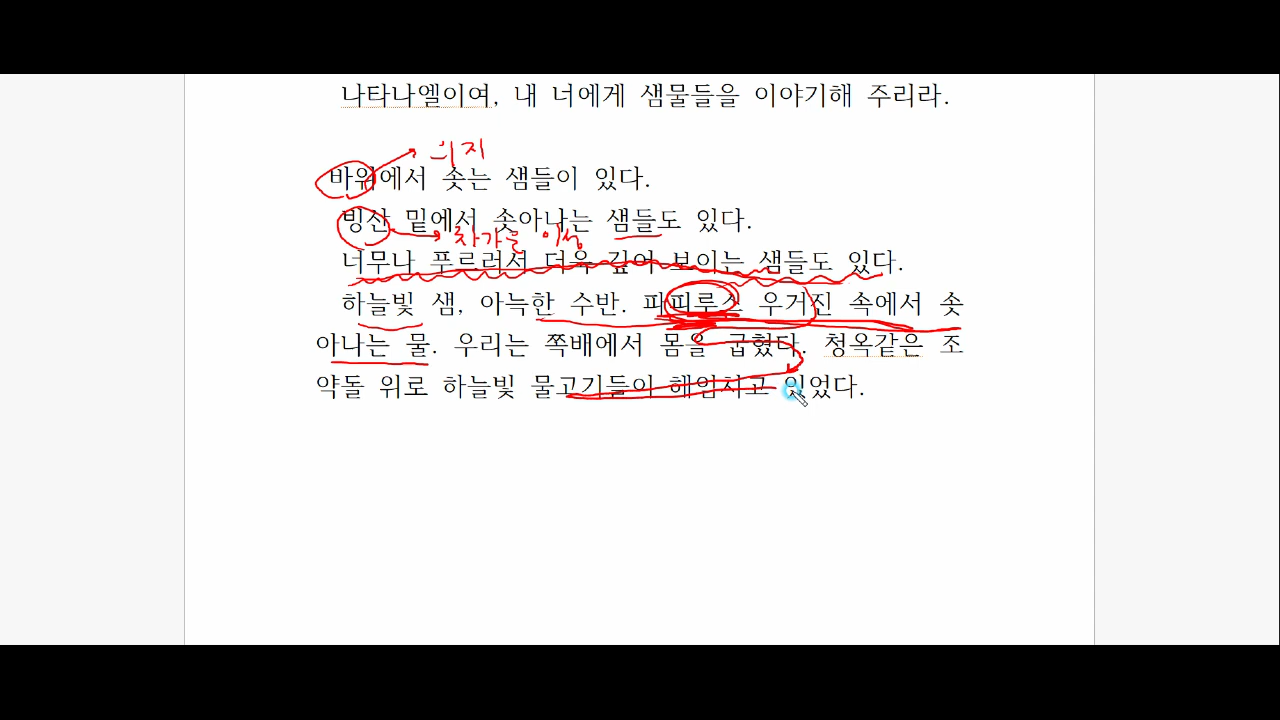 나타나엘이여, 내 너에게 샘물들을 이야기해 주리라.
의지
바위에서 솟는 샘들이 있다.
빙산 밑에서 솟아나는 샘들도 있다.
차가운 이성
너무나 푸르러서 더욱 깊어 보이는 샘들도 있다.
하늘빛 샘, 아늑한 수반. 파피루스 우거진 속에서 솟
아나는 물. 우리는 쪽배에서 몸을 굽혔다. 청옥같은 조
약돌 위로 하늘빛 물고기들이 헤엄치고 있었다.